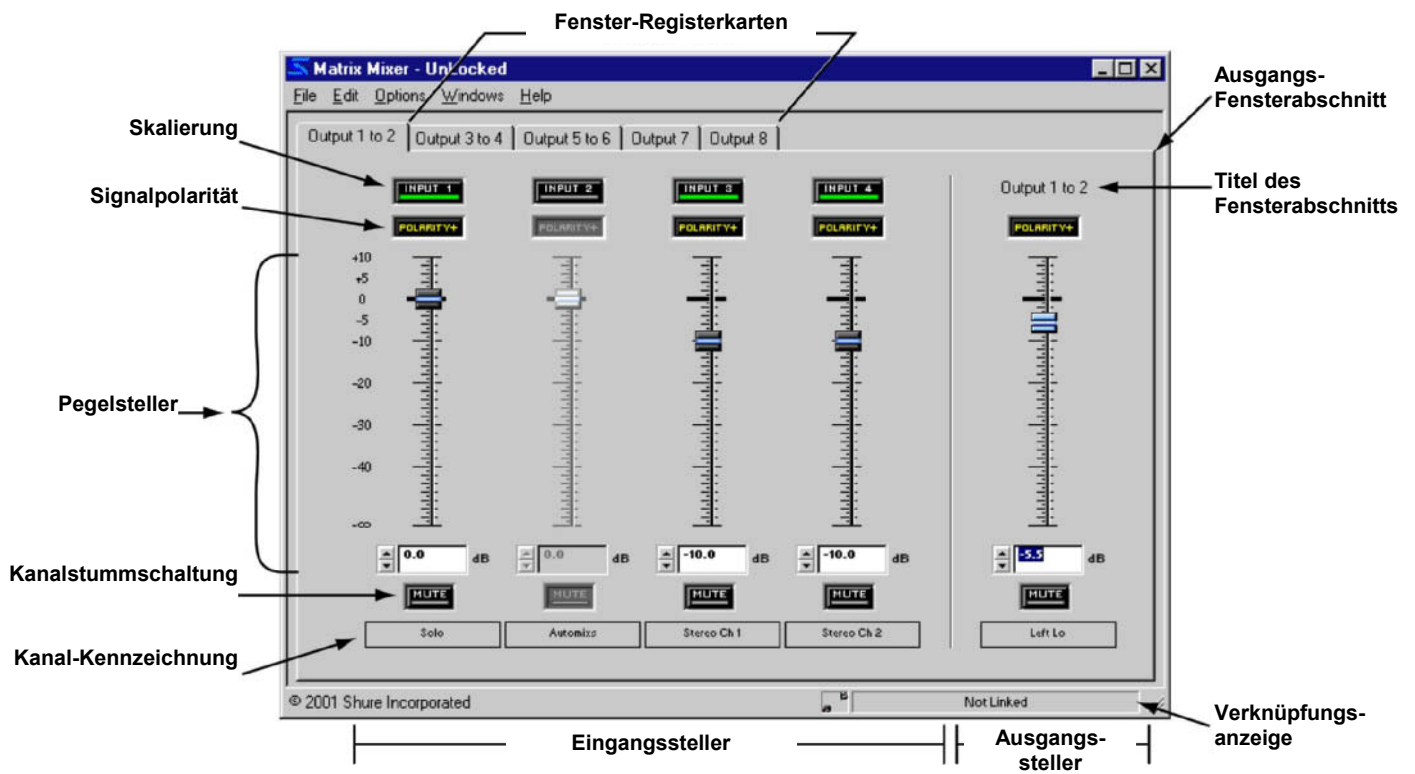 Fenster-Registerkarten
Matrix Mixer - UnLocked
File Edit Options Windows Help
Ausgangs-
Fensterabschnitt
Skalierung
Output 1 to 2 Output 3 to 4 Output 5 to 6 Output 7 Output 8
INPUT 1 INPUT 2 INPUT 3 INPUT 4 Output 1 to 2
Titel des
Fensterabschnitts
Signalpolarität
POLARITY+ POLARITY+ POLARITY+ POLARITY+ POLARITY+
+10
+5
0
-5
-10
-20
-30
-40
-∞
Pegelsteller
0.0 dB 0.0 dB -10.0 dB -10.0 dB -5.5 dB
Kanalstummschaltung
MUTE MUTE MUTE MUTE MUTE
Solo Automixs Stereo Ch 1 Stereo Ch 2 Left Lo
Kanal-Kennzeichnung
© 2001 Shure Incorporated
a B Not Linked
Verknüpfungs-
anzeige
Eingangssteller
Ausgangs-
steller